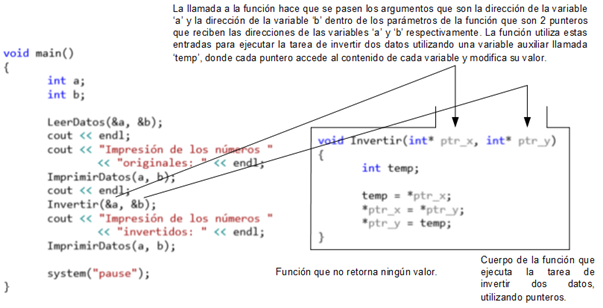 La llamada a la función hace que se pasen los argumentos que son la dirección de la variable
‘a’ y la dirección de la variable ‘b’ dentro de los parámetros de la función que son 2 punteros
que reciben las direcciones de las variables ‘a’ y ‘b’ respectivamente. La función utiliza estas
entradas para ejecutar la tarea de invertir dos datos utilizando una variable auxiliar llamada
‘temp’, donde cada puntero accede al contenido de cada variable y modifica su valor.
void main()
{
int a;
int b;
LeerDatos(&a, &b);
cout << endl;
cout << "Impresión de los números "
<< "originales: " << endl;
ImprimirDatos(a, b);
cout << endl;
Invertir(&a, &b);
cout << "Impresión de los números "
<< "invertidos: " << endl;
ImprimirDatos(a, b);
system("pause");
}
void Invertir(int* ptr_x, int* ptr_y)
{
int temp;
temp = *ptr_x;
*ptr_x = *ptr_y;
*ptr_y = temp;
}
Función que no retorna ningún valor.
Cuerpo de la función que
ejecuta la tarea de
invertir dos datos,
utilizando punteros.